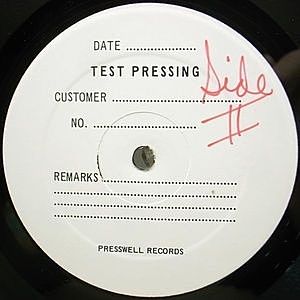 DATE ....................
TEST PRESSING
Side
II
CUSTOMER ..............................
NO. ..............................
REMARKS ..............................
PRESSWELL RECORDS